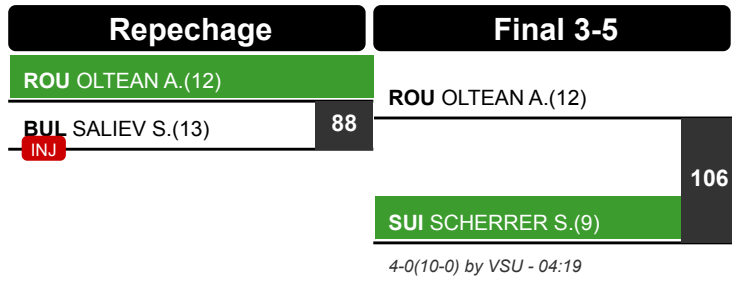 Repechage
ROU OLTEAN A.(12)
BUL SALIEV S.(13)
INJ
88
Final 3-5
ROU OLTEAN A.(12)
106
SUI SCHERRER S.(9)
4-0(10-0) by VSU - 04:19